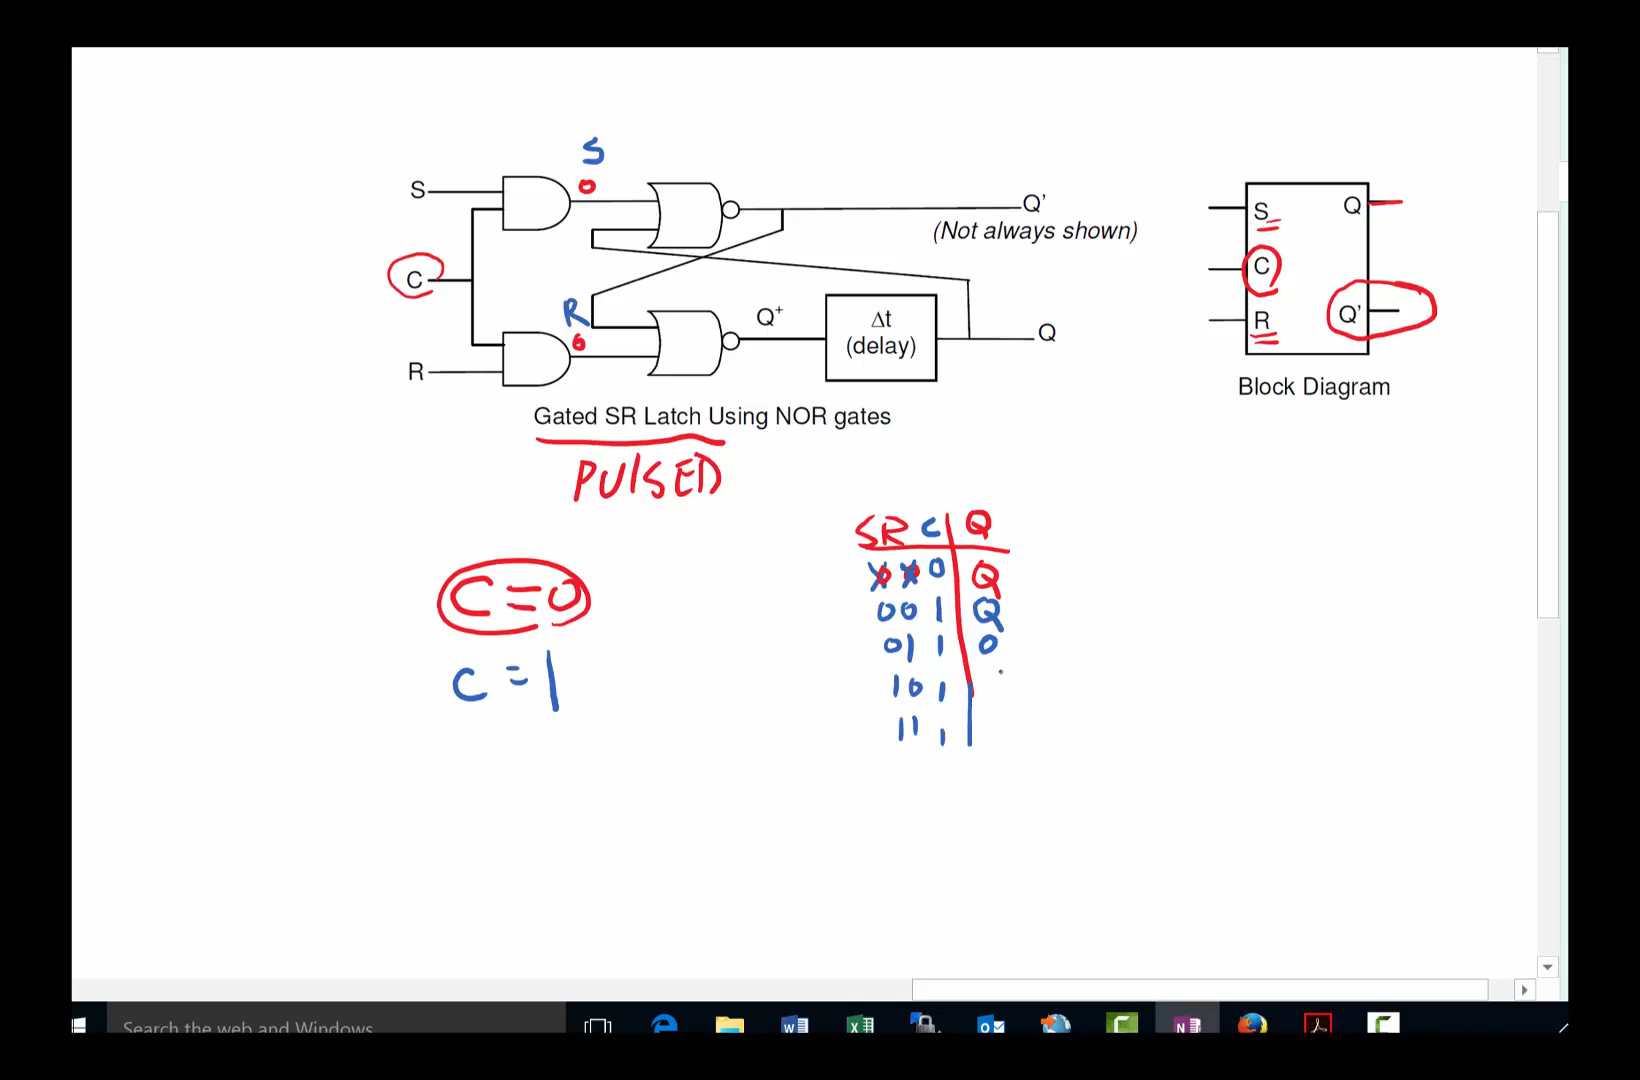 S
S
0
Q'
(Not always shown)
C
R
0
Q+
Δt
(delay)
Q
R
Gated SR Latch Using NOR gates
PULSED
S
Q
C
R
Q'
Block Diagram
C=0
C=1
SR C Q
X X 0 Q
0 0 1 Q
0 1 1 0
1 0 1
1 1 1
Search the web and Windows